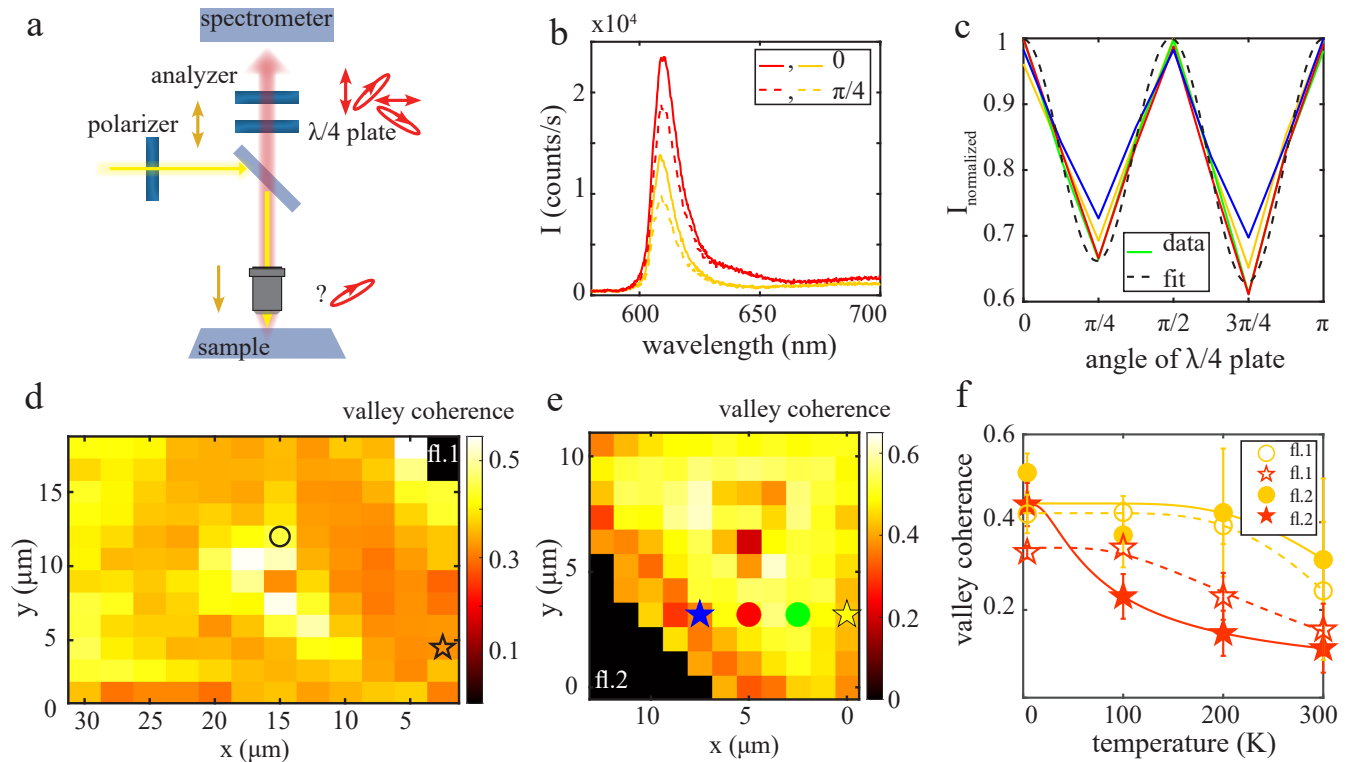 a
spectrometer
analyzer
polarizer
λ/4 plate
?
sample
b
x10⁴
I (counts/s)
2
1
0
600
650
700
wavelength (nm)
, 0
, π/4
c
I normalized
1
0.9
0.8
0.7
0.6
0
π/4
π/2
3π/4
π
angle of λ/4 plate
data
fit
d
valley coherence
fl.1
y (μm)
15
10
5
0
30
25
20
15
10
5
x (μm)
0.5
0.3
0.1
e
valley coherence
fl.2
y (μm)
10
5
0
10
5
0
x (μm)
0.6
0.4
0.2
0
f
valley coherence
0.6
0.4
0.2
0
100
200
300
temperature (K)
fl.1
fl.1
fl.2
fl.2